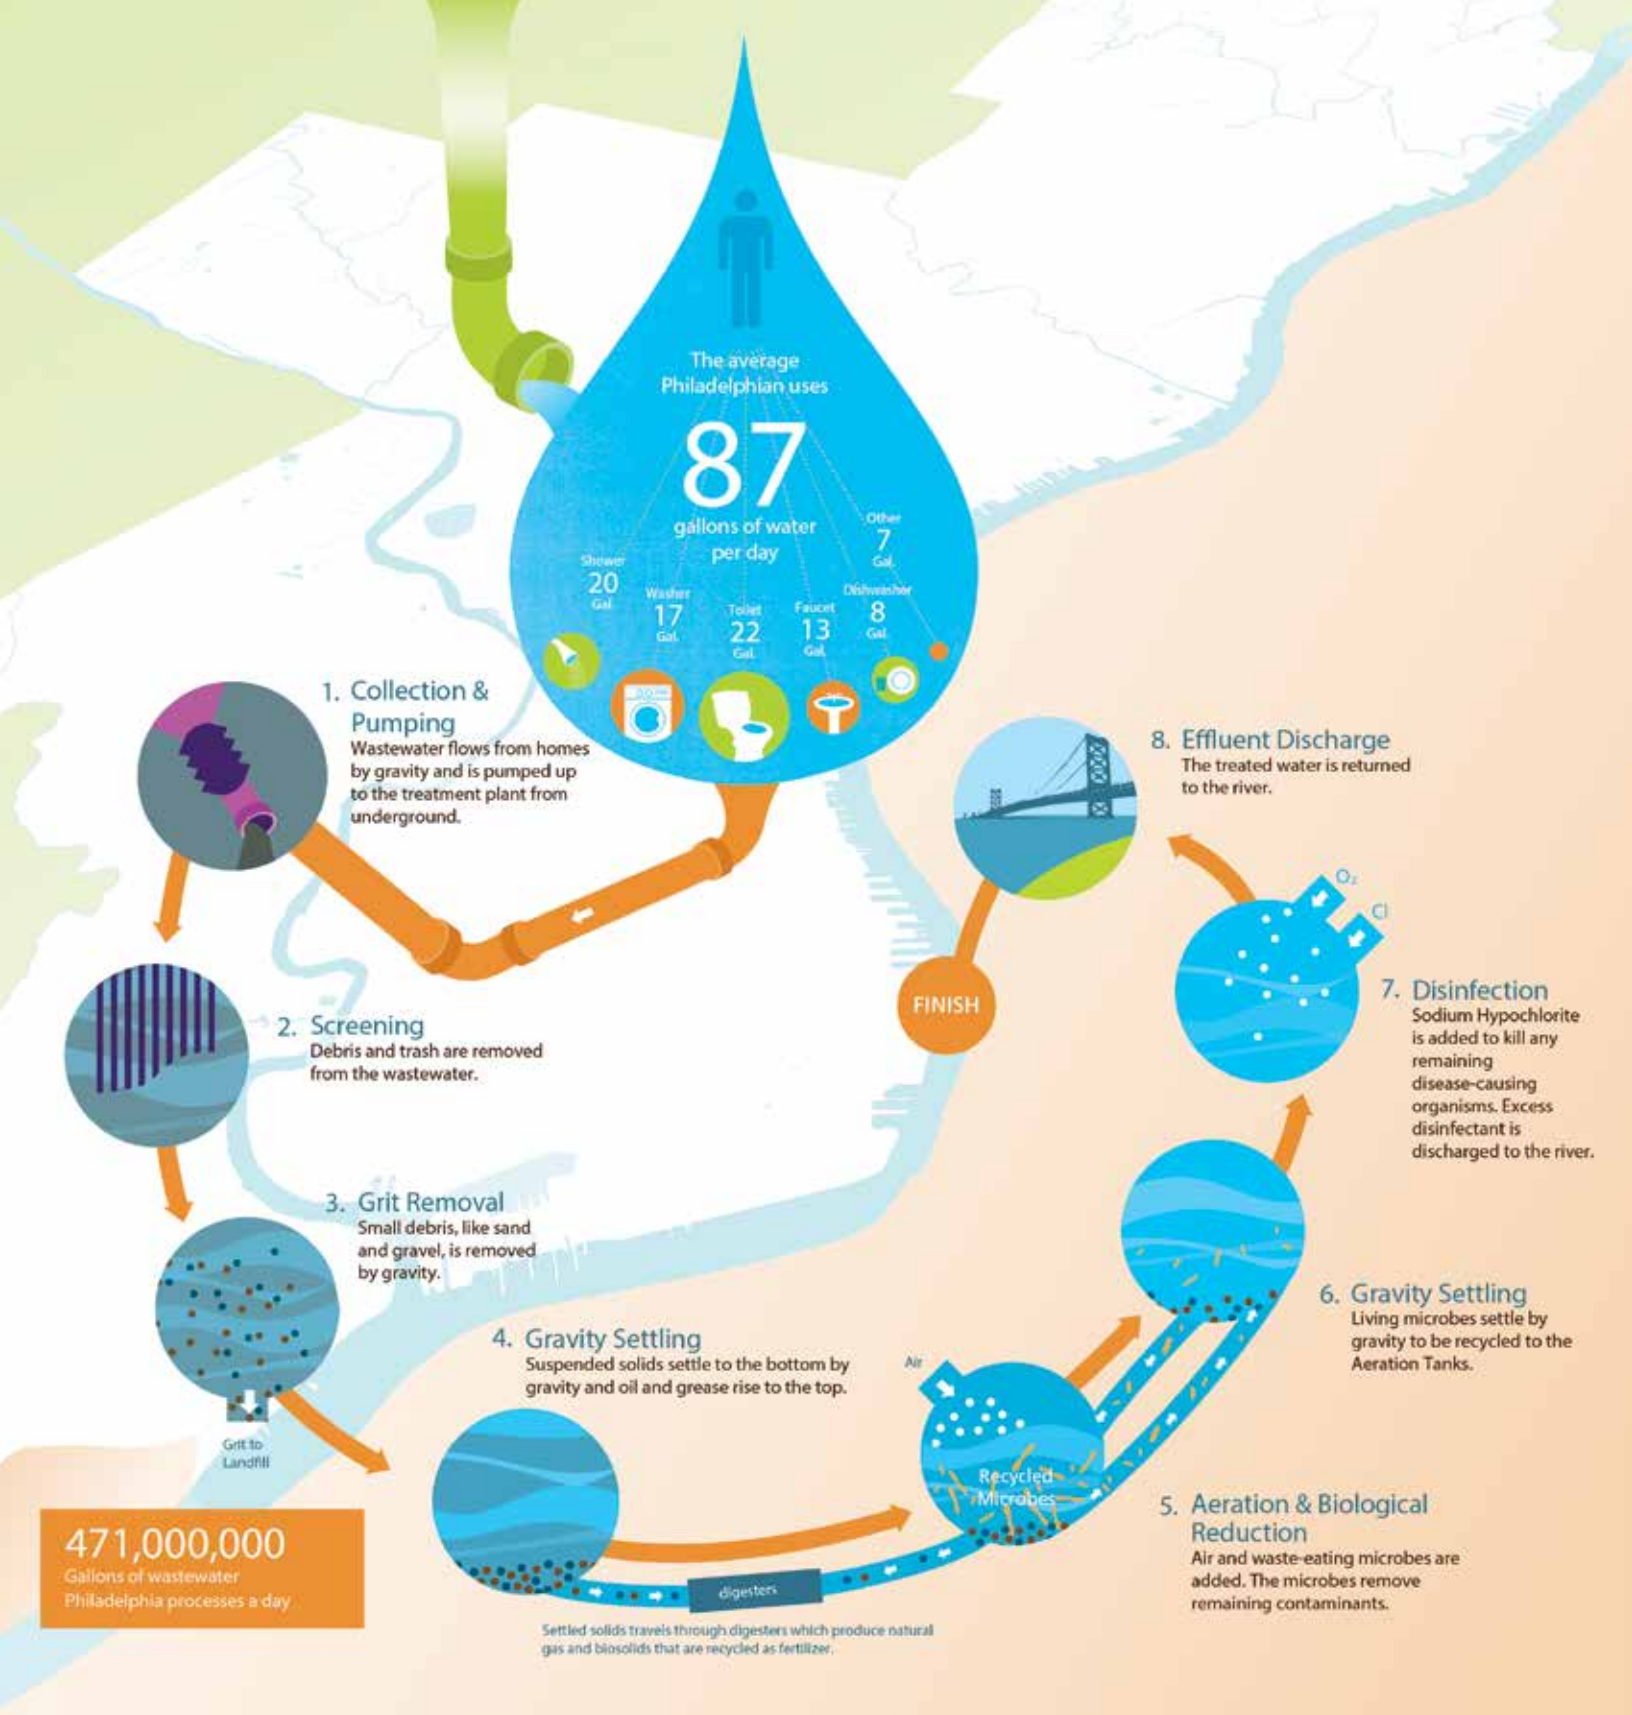 The average
Philadelphian uses
87
gallons of water
per day
Shower
20
Gal.
Washer
17
Gal.
Toilet
22
Gal.
Faucet
13
Gal.
Dishwasher
8
Gal.
Other
7
Gal.
1. Collection &
Pumping
Wastewater flows from homes
by gravity and is pumped up
to the treatment plant from
underground.
2. Screening
Debris and trash are removed
from the wastewater.
3. Grit Removal
Small debris, like sand
and gravel, is removed
by gravity.
Grit to
Landfill
4. Gravity Settling
Suspended solids settle to the bottom by
gravity and oil and grease rise to the top.
digesters
Settled solids travels through digesters which produce natural
gas and biosolids that are recycled as fertilizer.
Air
Recycled
Microbes
5. Aeration & Biological
Reduction
Air and waste-eating microbes are
added. The microbes remove
remaining contaminants.
6. Gravity Settling
Living microbes settle by
gravity to be recycled to the
Aeration Tanks.
O₂
Cl
7. Disinfection
Sodium Hypochlorite
is added to kill any
remaining
disease-causing
organisms. Excess
disinfectant is
discharged to the river.
8. Effluent Discharge
The treated water is returned
to the river.
FINISH
471,000,000
Gallons of wastewater
Philadelphia processes a day